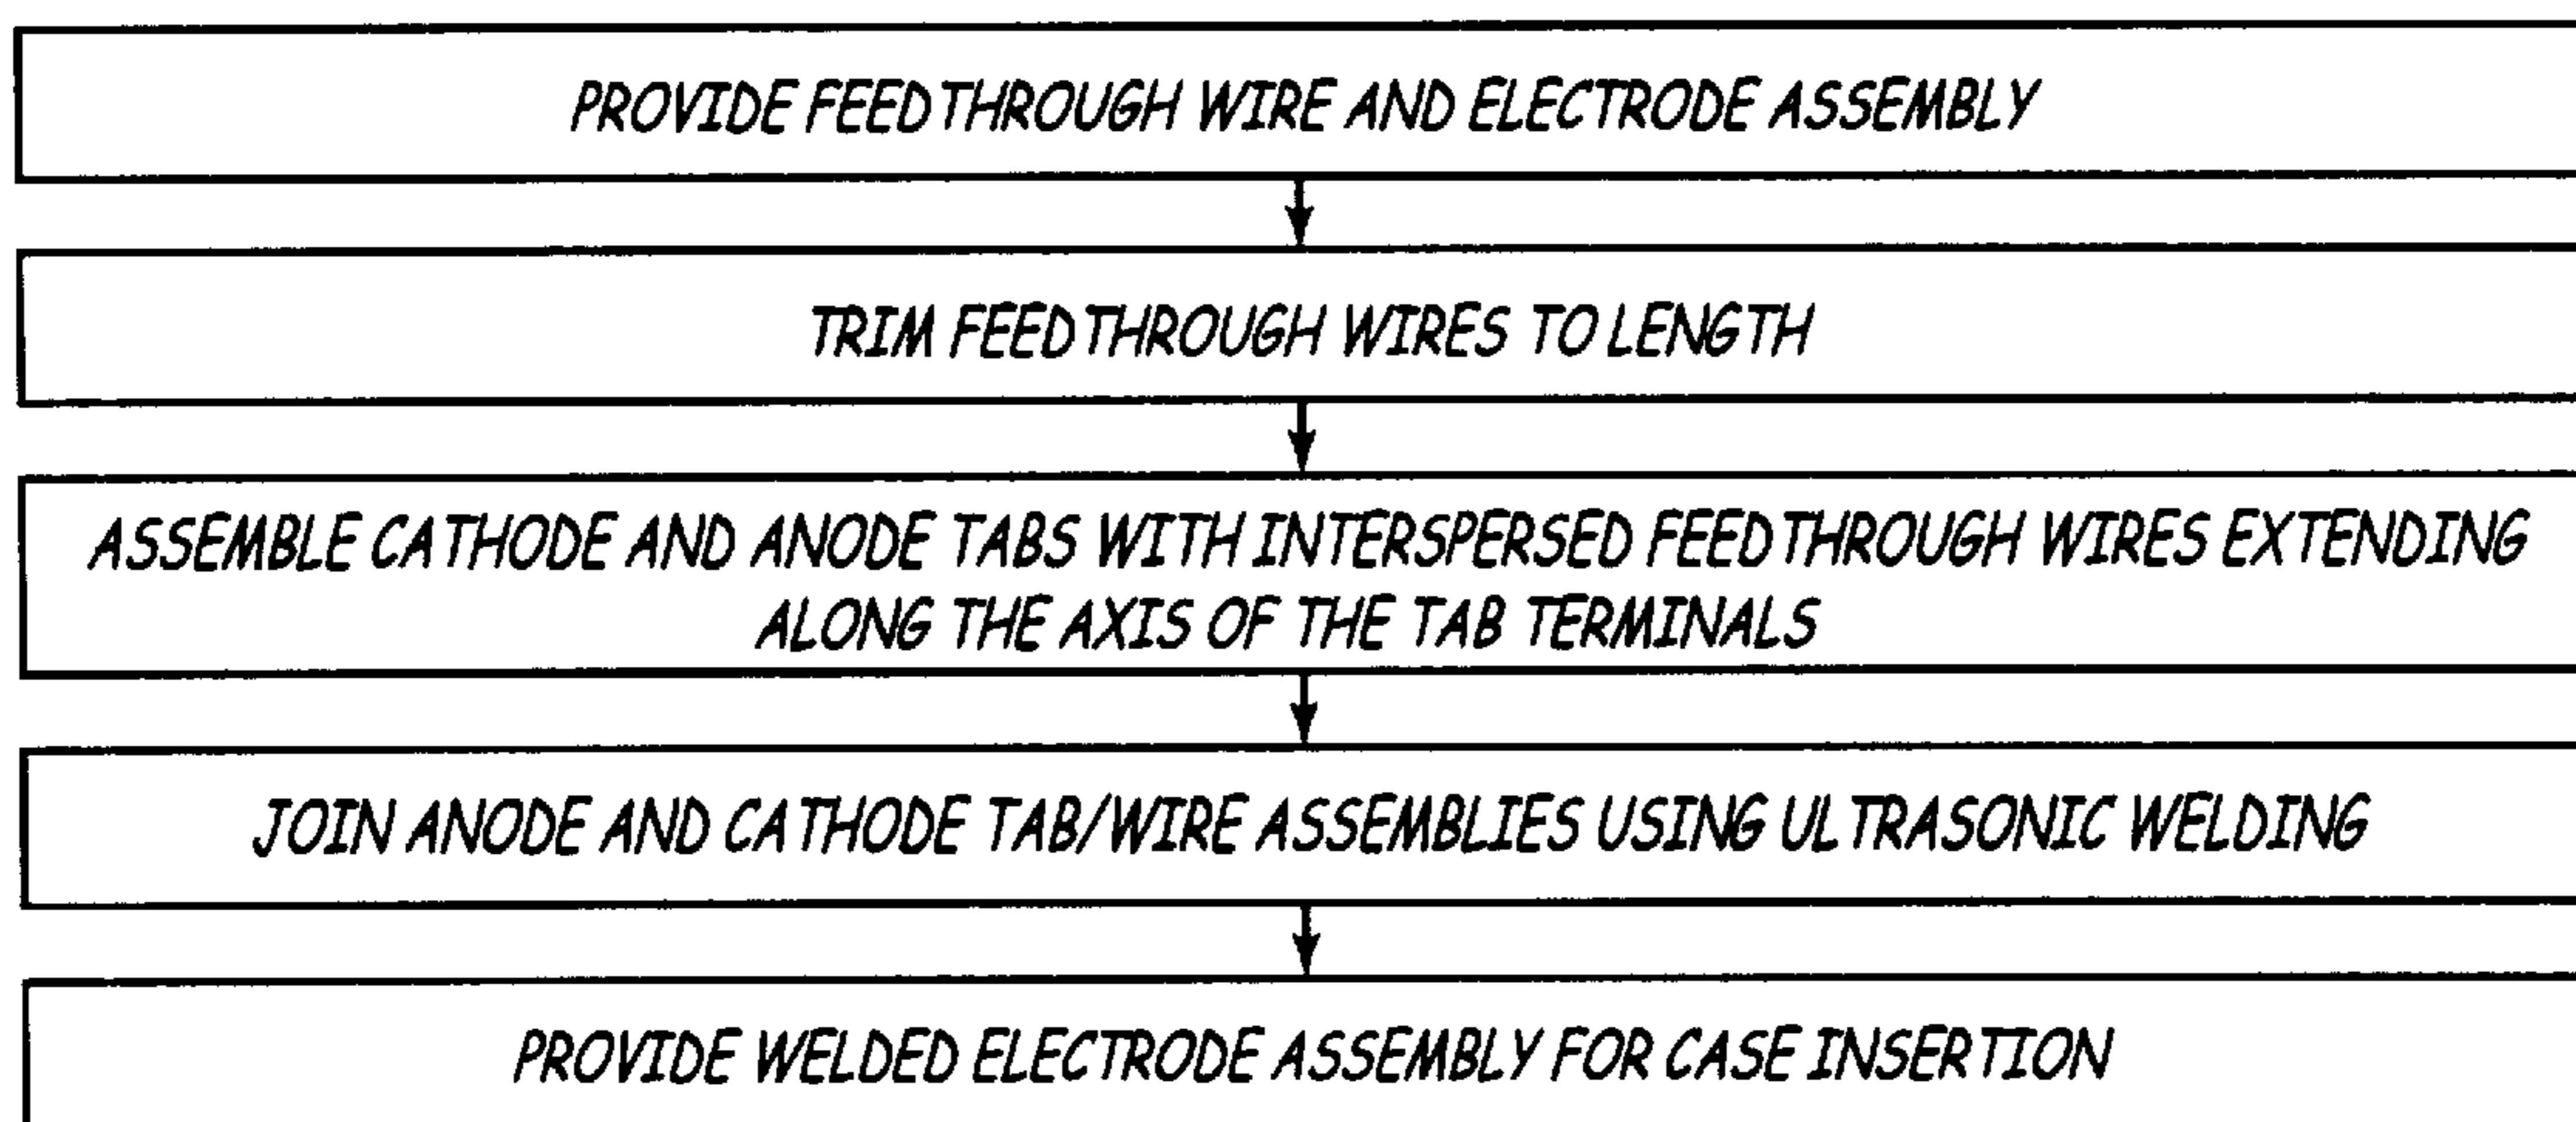 PROVIDE FEEDTHROUGH WIRE AND ELECTRODE ASSEMBLY
TRIM FEEDTHROUGH WIRES TO LENGTH
ASSEMBLE CATHODE AND ANODE TABS WITH INTERSPERSED FEEDTHROUGH WIRES EXTENDING
ALONG THE AXIS OF THE TAB TERMINALS
JOIN ANODE AND CATHODE TAB/WIRE ASSEMBLIES USING ULTRASONIC WELDING
PROVIDE WELDED ELECTRODE ASSEMBLY FOR CASE INSERTION